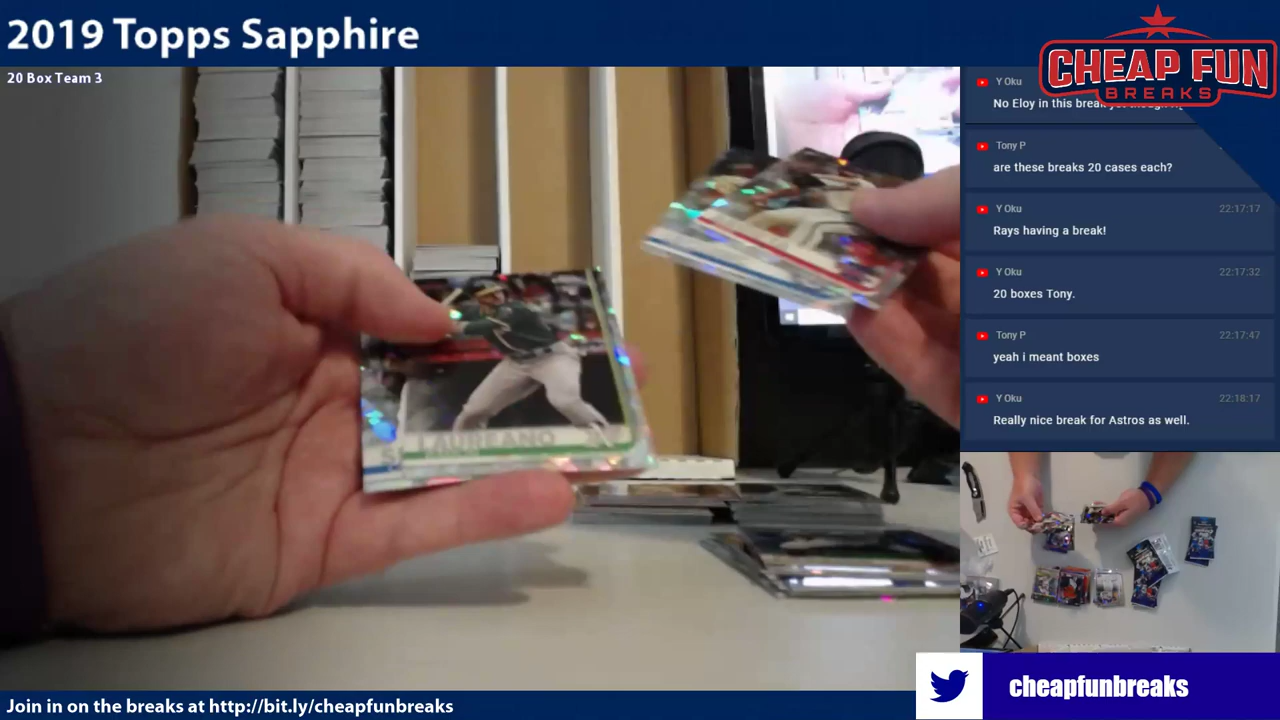 2019 Topps Sapphire
20 Box Team 3
CHEAP FUN
BREAKS
Y Oku
No Eloy in this break
Tony P
are these breaks 20 cases each?
Y Oku 22:17:17
Rays having a break!
Y Oku 22:17:32
20 boxes Tony.
Tony P 22:17:47
yeah i meant boxes
Y Oku 22:18:17
Really nice break for Astros as well.
LAUREANO
cheapfunbreaks
Join in on the breaks at http://bit.ly/cheapfunbreaks